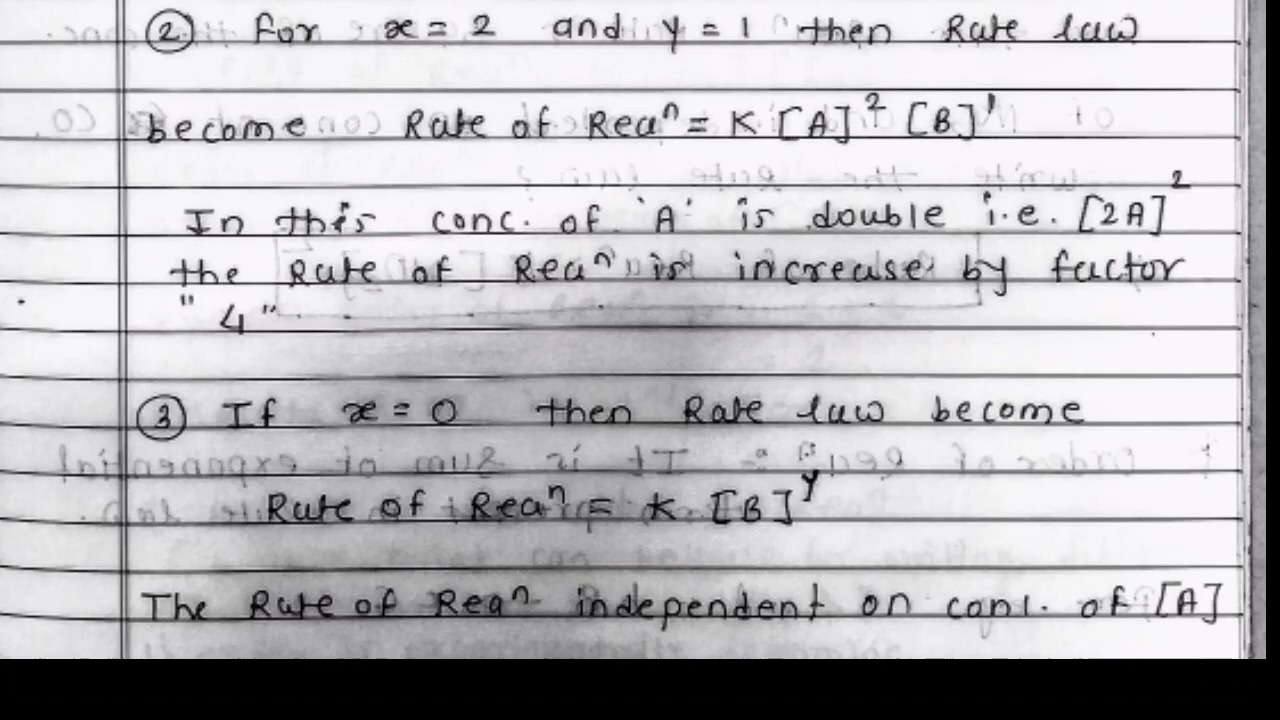 ② for x = 2 and y = 1 then Rate law
become Rate of Reaⁿ = K [A]² [B]¹
In this conc. of 'A' is double i.e. [2A]²
the Rate of Reaⁿ is increase by factor
"4"
③ If x = 0 then Rate law become
Rate of Reaⁿ = K [B]ʸ
The Rate of Reaⁿ independent on conc. of [A]